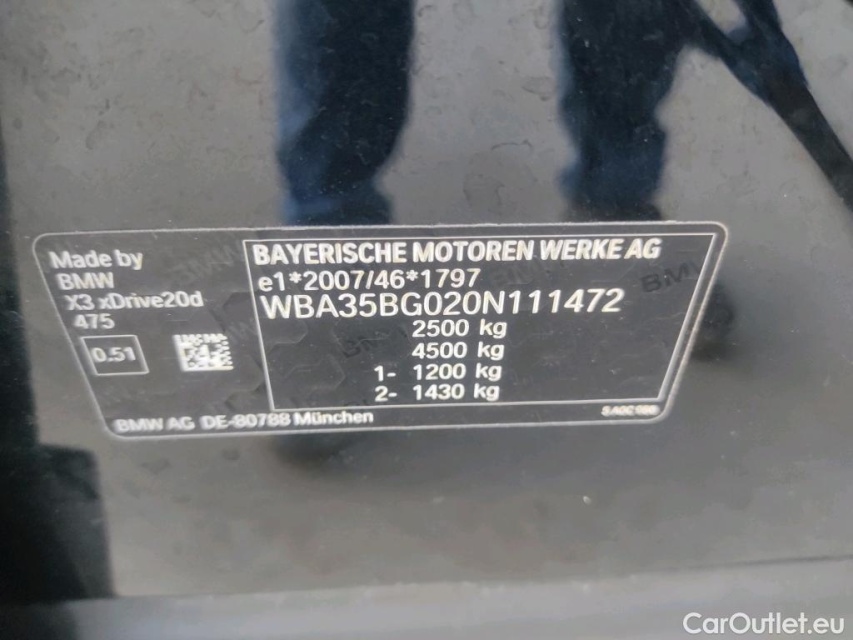 Made by
BMW
X3 xDrive20d
475
0.51
BAYERISCHE MOTOREN WERKE AG
e1*2007/46*1797
WBA35BG020N111472
2500 kg
4500 kg
1- 1200 kg
2- 1430 kg
BMW AG DE-80788 München
CarOutlet.eu